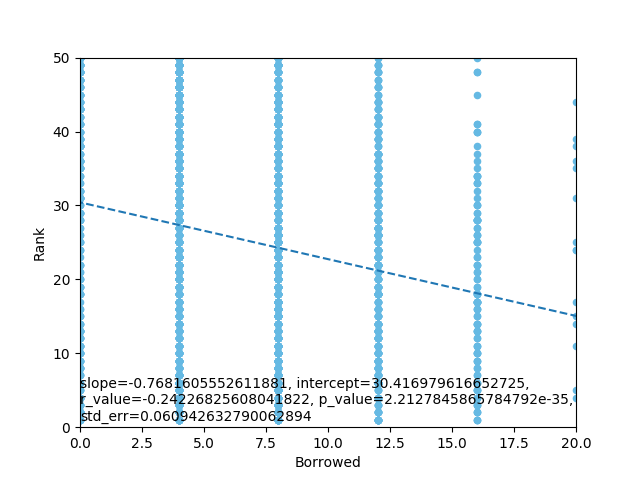 50
40
30
20
10
0
Rank
slope=-0.7681605552611881, intercept=30.416979616652725,
r_value=-0.24226825608041822, p_value=2.2127845865784792e-35,
std_err=0.060942632790062894
0.0 2.5 5.0 7.5 10.0 12.5 15.0 17.5 20.0
Borrowed